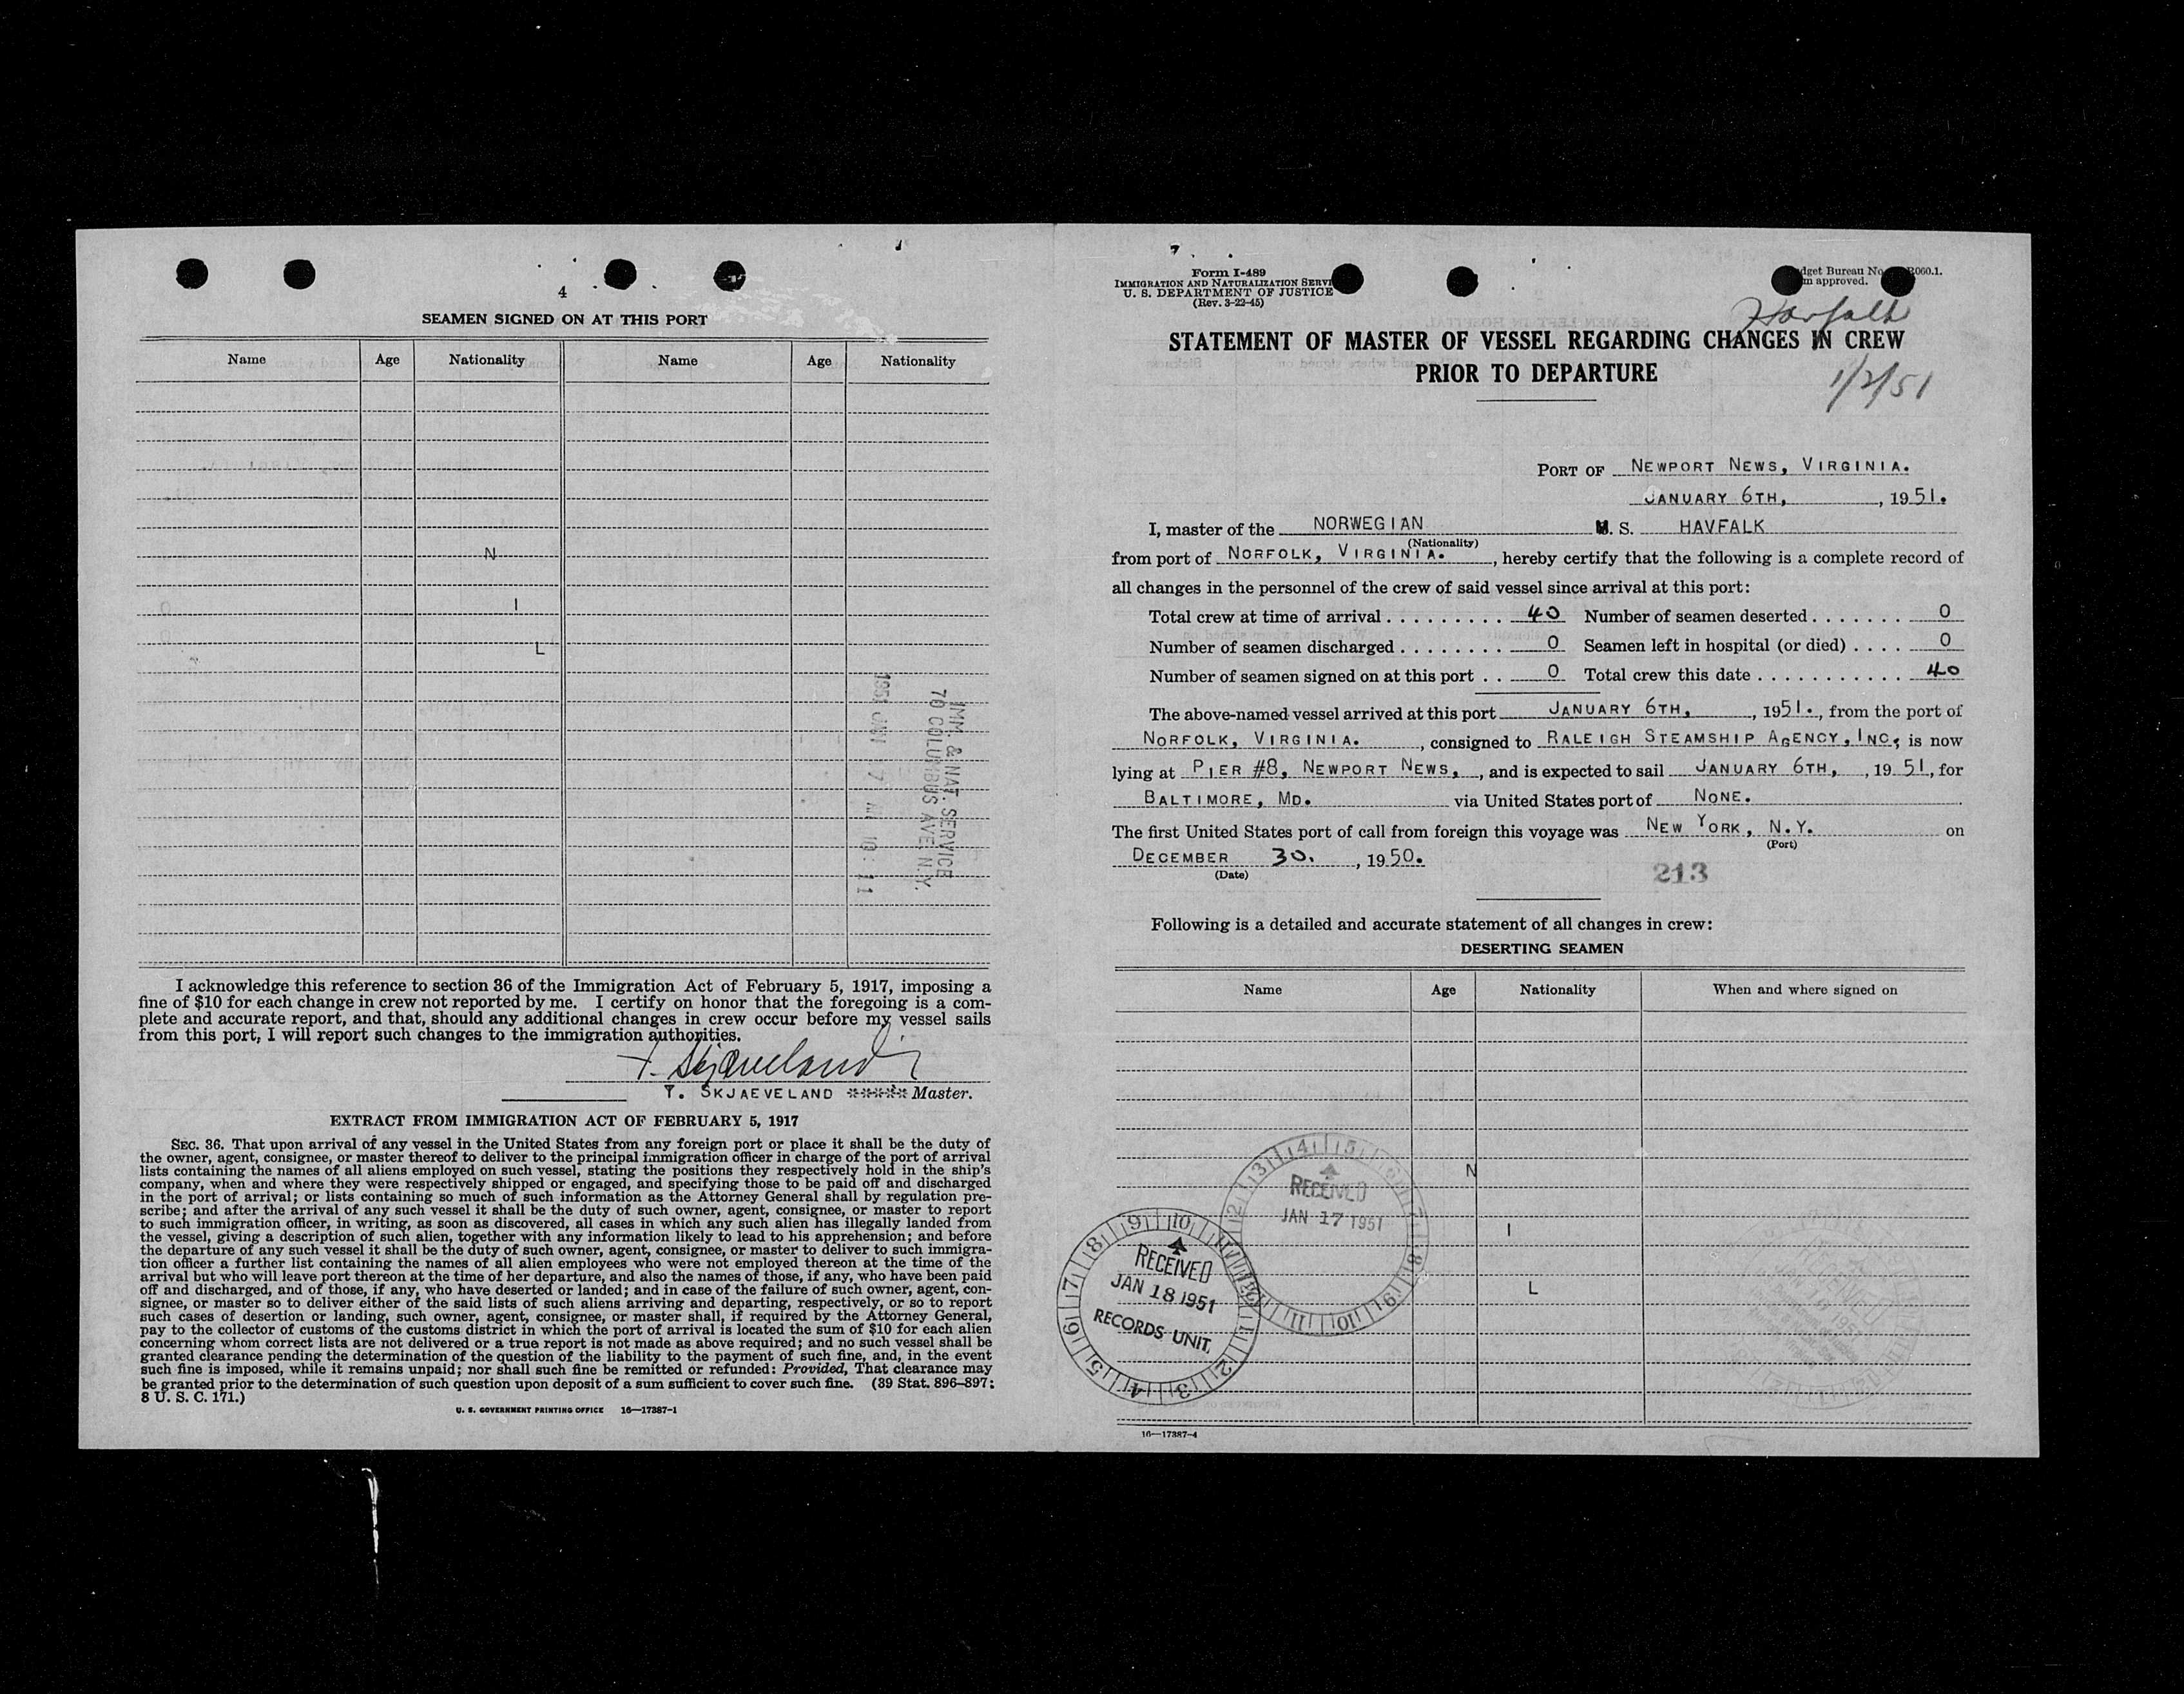 4
SEAMEN SIGNED ON AT THIS PORT
Name Age Nationality Name Age Nationality
N
I
L
IMM. & NAT. SERVICE
70 COLUMBUS AVE N.Y.
I acknowledge this reference to section 36 of the Immigration Act of February 5, 1917, imposing a
fine of $10 for each change in crew not reported by me. I certify on honor that the foregoing is a com-
plete and accurate report, and that, should any additional changes in crew occur before my vessel sails
from this port, I will report such changes to the immigration authorities.
T. Skjaeveland
T. SKJAEVELAND ***** Master.
EXTRACT FROM IMMIGRATION ACT OF FEBRUARY 5, 1917
SEC. 36. That upon arrival of any vessel in the United States from any foreign port or place it shall be the duty of
the owner, agent, consignee, or master thereof to deliver to the principal immigration officer in charge of the port of arrival
lists containing the names of all aliens employed on such vessel, stating the positions they respectively hold in the ship's
company, when and where they were respectively shipped or engaged, and specifying those to be paid off and discharged
in the port of arrival; or lists containing so much of such information as the Attorney General shall by regulation pre-
scribe; and after the arrival of any such vessel it shall be the duty of such owner, agent, consignee, or master to report
to such immigration officer, in writing, as soon as discovered, all cases in which any such alien has illegally landed from
the vessel, giving a description of such alien, together with any information likely to lead to his apprehension; and before
the departure of any such vessel it shall be the duty of such owner, agent, consignee, or master to deliver to such immigra-
tion officer a further list containing the names of all alien employees who were not employed thereon at the time of the
arrival but who will leave port thereon at the time of her departure, and also the names of those, if any, who have been paid
off and discharged, and of those, if any, who have deserted or landed; and in case of the failure of such owner, agent, con-
signee, or master so to deliver either of the said lists of such aliens arriving and departing, respectively, or so to report
such cases of desertion or landing, such owner, agent, consignee, or master shall, if required by the Attorney General,
pay to the collector of customs of the customs district in which the port of arrival is located the sum of $10 for each alien
concerning whom correct lists are not delivered or a true report is not made as above required; and no such vessel shall be
granted clearance pending the determination of the question of the liability to the payment of such fine, and, in the event
such fine is imposed, while it remains unpaid; nor shall such fine be remitted or refunded: Provided, That clearance may
be granted prior to the determination of such question upon deposit of a sum sufficient to cover such fine. (39 Stat. 896–897;
8 U. S. C. 171.)
U. S. GOVERNMENT PRINTING OFFICE 16—17387-1
Form I-489
IMMIGRATION AND NATURALIZATION SERVI
U. S. DEPARTMENT OF JUSTICE
(Rev. 3-22-45)
dget Bureau No. R060.1.
m approved.
STATEMENT OF MASTER OF VESSEL REGARDING CHANGES IN CREW
PRIOR TO DEPARTURE
1/2/51
PORT OF NEWPORT NEWS, VIRGINIA.
JANUARY 6TH, , 1951.
I, master of the NORWEGIAN M. S. HAVFALK
(Nationality)
from port of NORFOLK, VIRGINIA. , hereby certify that the following is a complete record of
all changes in the personnel of the crew of said vessel since arrival at this port:
Total crew at time of arrival . . . . . . . . . 40 Number of seamen deserted . . . . . . . 0
Number of seamen discharged . . . . . . . . 0 Seamen left in hospital (or died) . . . . 0
Number of seamen signed on at this port . . 0 Total crew this date . . . . . . . . . . . 40
The above-named vessel arrived at this port JANUARY 6TH, , 1951., from the port of
NORFOLK, VIRGINIA. , consigned to RALEIGH STEAMSHIP AGENCY, INC, is now
lying at PIER #8, NEWPORT NEWS, , and is expected to sail JANUARY 6TH, , 19 51, for
BALTIMORE, MD. via United States port of NONE.
The first United States port of call from foreign this voyage was NEW YORK, N.Y. on
(Port)
DECEMBER 30. , 1950.
(Date)
213
Following is a detailed and accurate statement of all changes in crew:
DESERTING SEAMEN
Name Age Nationality When and where signed on
N
I
L
RECEIVED
JAN 17 1951
RECEIVED
JAN 18 1951
RECORDS UNIT.
16—17387-4